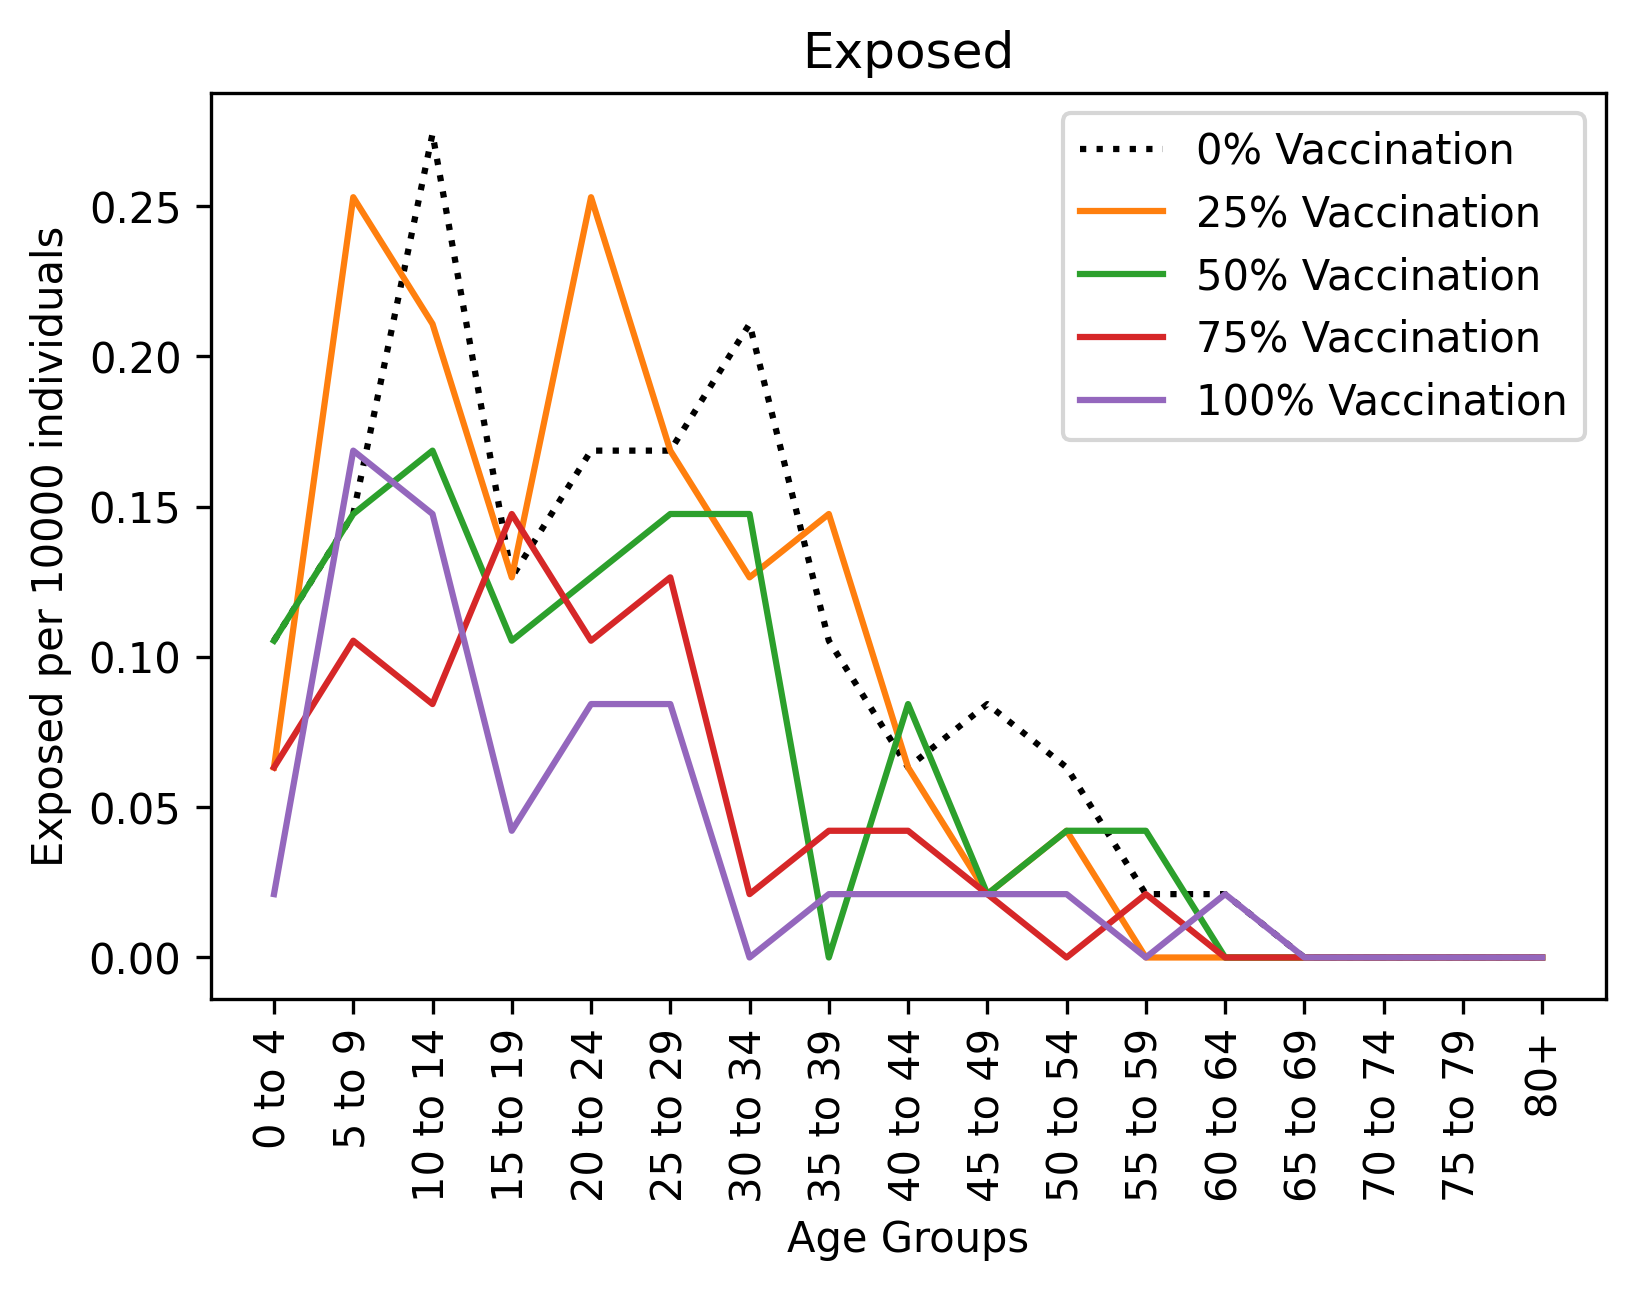 Exposed
0% Vaccination
25% Vaccination
50% Vaccination
75% Vaccination
100% Vaccination
Exposed per 10000 individuals
0.25
0.20
0.15
0.10
0.05
0.00
0 to 4
5 to 9
10 to 14
15 to 19
20 to 24
25 to 29
30 to 34
35 to 39
40 to 44
45 to 49
50 to 54
55 to 59
60 to 64
65 to 69
70 to 74
75 to 79
80+
Age Groups